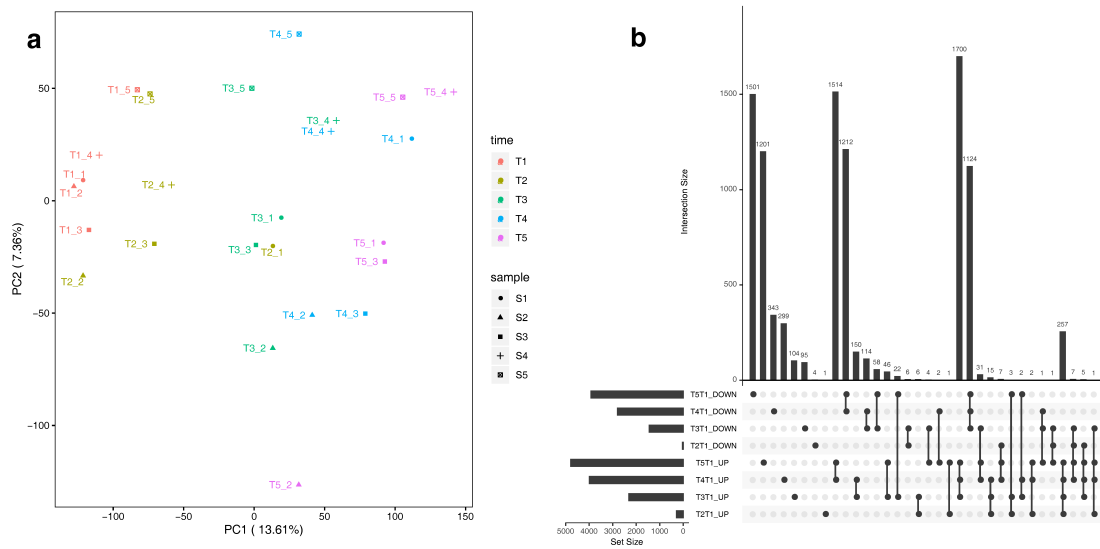 a
T4_5
T1_5
T2_5
T3_5
T5_5
T5_4
T3_4
T4_4
T4_1
T1_4
T1_1
T1_2
T2_4
T3_1
T1_3
T2_3
T3_3
T2_1
T5_1
T5_3
T2_2
T4_2
T4_3
T3_2
T5_2
50
0
−50
−100
PC2 ( 7.36%)
−100
−50
0
50
100
150
PC1 ( 13.61%)
time
T1
T2
T3
T4
T5
sample
S1
S2
S3
S4
S5
b
Intersection Size
1500
1000
500
0
1501
1201
343
299
104
95
4
1
1514
1212
150
114
58
46
22
6
6
4
2
1
1700
1124
31
15
7
3
2
1
1
257
7
5
1
T5T1_DOWN
T4T1_DOWN
T3T1_DOWN
T2T1_DOWN
T5T1_UP
T4T1_UP
T3T1_UP
T2T1_UP
5000
4000
3000
2000
1000
0
Set Size